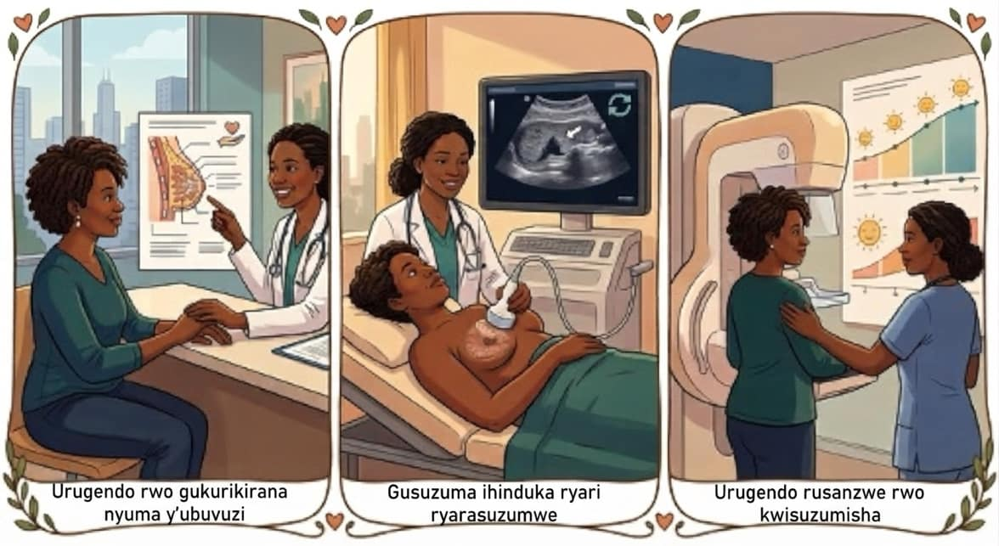 Urugendo rwo gukurikirana
nyuma y'ubuvuzi
Gusuzuma ihinduka ryari
ryarasuzumwe
Urugendo rusanzwe rwo
kwisuzumisha